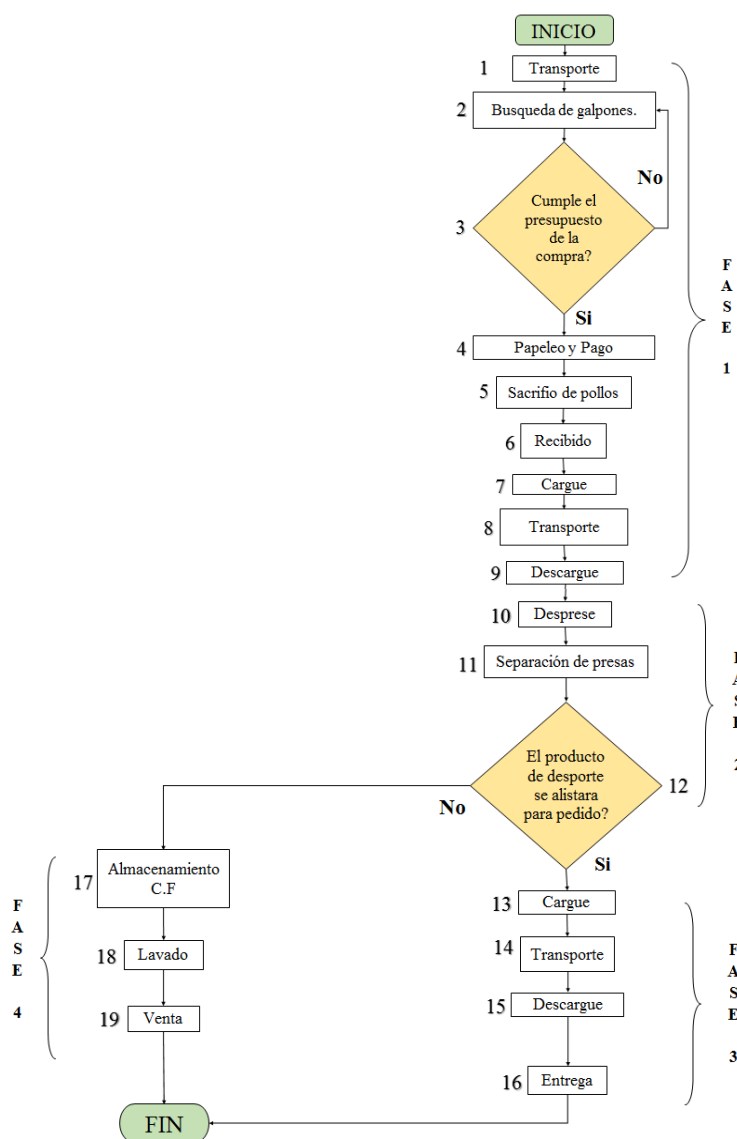 INICIO
1
Transporte
2
Busqueda de galpones.
No
3
Cumple el
presupuesto
de la
compra?
Si
4
Papeleo y Pago
5
Sacrifio de pollos
6
Recibido
7
Cargue
8
Transporte
9
Descargue
F
A
S
E
1
10
Desprese
11
Separación de presas
El producto
de desporte
se alistara
para pedido?
12
No
Si
F
A
S
E
2
17
Almacenamiento
C.F
18
Lavado
19
Venta
F
A
S
E
4
13
Cargue
14
Transporte
15
Descargue
16
Entrega
F
A
S
E
3
FIN